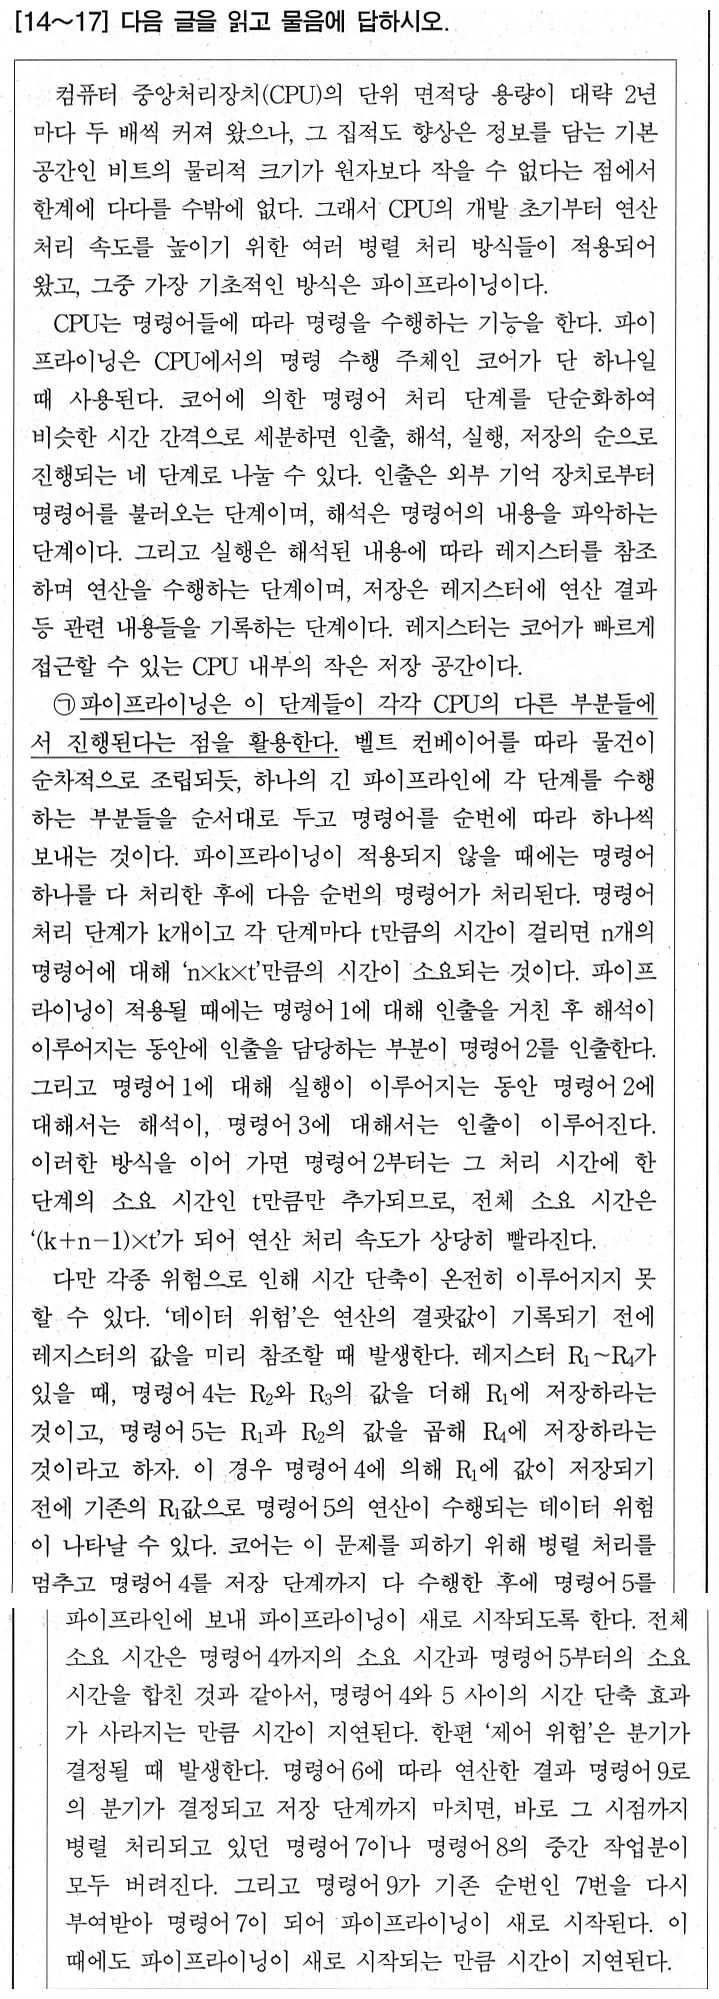 [14～17] 다음 글을 읽고 물음에 답하시오.
컴퓨터 중앙처리장치(CPU)의 단위 면적당 용량이 대략 2년
마다 두 배씩 커져 왔으나, 그 집적도 향상은 정보를 담는 기본
공간인 비트의 물리적 크기가 원자보다 작을 수 없다는 점에서
한계에 다다를 수밖에 없다. 그래서 CPU의 개발 초기부터 연산
처리 속도를 높이기 위한 여러 병렬 처리 방식들이 적용되어
왔고, 그중 가장 기초적인 방식은 파이프라이닝이다.
CPU는 명령어들에 따라 명령을 수행하는 기능을 한다. 파이
프라이닝은 CPU에서의 명령 수행 주체인 코어가 단 하나일
때 사용된다. 코어에 의한 명령어 처리 단계를 단순화하여
비슷한 시간 간격으로 세분하면 인출, 해석, 실행, 저장의 순으로
진행되는 네 단계로 나눌 수 있다. 인출은 외부 기억 장치로부터
명령어를 불러오는 단계이며, 해석은 명령어의 내용을 파악하는
단계이다. 그리고 실행은 해석된 내용에 따라 레지스터를 참조
하며 연산을 수행하는 단계이며, 저장은 레지스터에 연산 결과
등 관련 내용들을 기록하는 단계이다. 레지스터는 코어가 빠르게
접근할 수 있는 CPU 내부의 작은 저장 공간이다.
㉠파이프라이닝은 이 단계들이 각각 CPU의 다른 부분들에
서 진행된다는 점을 활용한다. 벨트 컨베이어를 따라 물건이
순차적으로 조립되듯, 하나의 긴 파이프라인에 각 단계를 수행
하는 부분들을 순서대로 두고 명령어를 순번에 따라 하나씩
보내는 것이다. 파이프라이닝이 적용되지 않을 때에는 명령어
하나를 다 처리한 후에 다음 순번의 명령어가 처리된다. 명령어
처리 단계가 k개이고 각 단계마다 t만큼의 시간이 걸리면 n개의
명령어에 대해 ‘n×k×t’만큼의 시간이 소요되는 것이다. 파이프
라이닝이 적용될 때에는 명령어 1에 대해 인출을 거친 후 해석이
이루어지는 동안에 인출을 담당하는 부분이 명령어 2를 인출한다.
그리고 명령어 1에 대해 실행이 이루어지는 동안 명령어 2에
대해서는 해석이, 명령어 3에 대해서는 인출이 이루어진다.
이러한 방식을 이어 가면 명령어 2부터는 그 처리 시간에 한
단계의 소요 시간인 t만큼만 추가되므로, 전체 소요 시간은
‘(k+n-1)×t’가 되어 연산 처리 속도가 상당히 빨라진다.
다만 각종 위험으로 인해 시간 단축이 온전히 이루어지지 못
할 수 있다. ‘데이터 위험’은 연산의 결괏값이 기록되기 전에
레지스터의 값을 미리 참조할 때 발생한다. 레지스터 R₁～R₄가
있을 때, 명령어 4는 R₂와 R₃의 값을 더해 R₁에 저장하라는
것이고, 명령어 5는 R₁과 R₂의 값을 곱해 R₄에 저장하라는
것이라고 하자. 이 경우 명령어 4에 의해 R₁에 값이 저장되기
전에 기존의 R₁값으로 명령어 5의 연산이 수행되는 데이터 위험
이 나타날 수 있다. 코어는 이 문제를 피하기 위해 병렬 처리를
멈추고 명령어 4를 저장 단계까지 다 수행한 후에 명령어 5를
파이프라인에 보내 파이프라이닝이 새로 시작되도록 한다. 전체
소요 시간은 명령어 4까지의 소요 시간과 명령어 5부터의 소요
시간을 합친 것과 같아서, 명령어 4와 5 사이의 시간 단축 효과
가 사라지는 만큼 시간이 지연된다. 한편 ‘제어 위험’은 분기가
결정될 때 발생한다. 명령어 6에 따라 연산한 결과 명령어 9로
의 분기가 결정되고 저장 단계까지 마치면, 바로 그 시점까지
병렬 처리되고 있던 명령어 7이나 명령어 8의 중간 작업분이
모두 버려진다. 그리고 명령어 9가 기존 순번인 7번을 다시
부여받아 명령어 7이 되어 파이프라이닝이 새로 시작된다. 이
때에도 파이프라이닝이 새로 시작되는 만큼 시간이 지연된다.